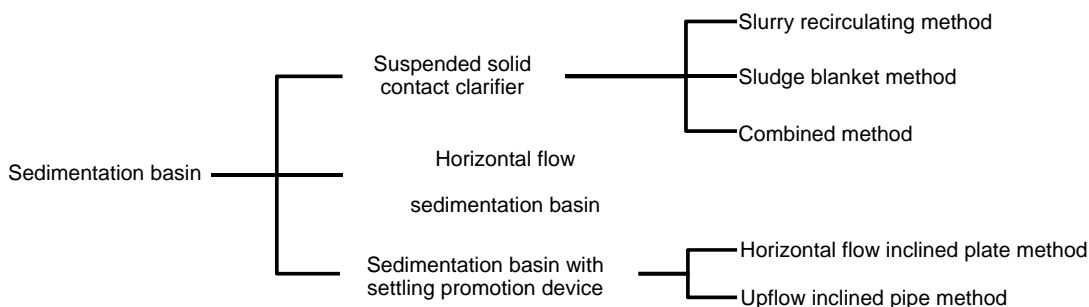 Slurry recirculating method
Suspended solid
contact clarifier
Sludge blanket method
Combined method
Horizontal flow
Sedimentation basin
sedimentation basin
Horizontal flow inclined plate method
Sedimentation basin with
settling promotion device
Upflow inclined pipe method